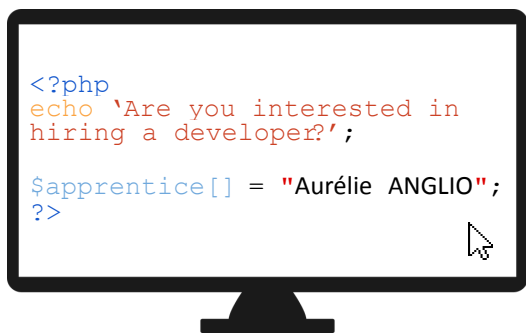 <?php
echo ‘Are you interested in
hiring a developer?’;
$apprentice[] = "Aurélie ANGLIO";
?>